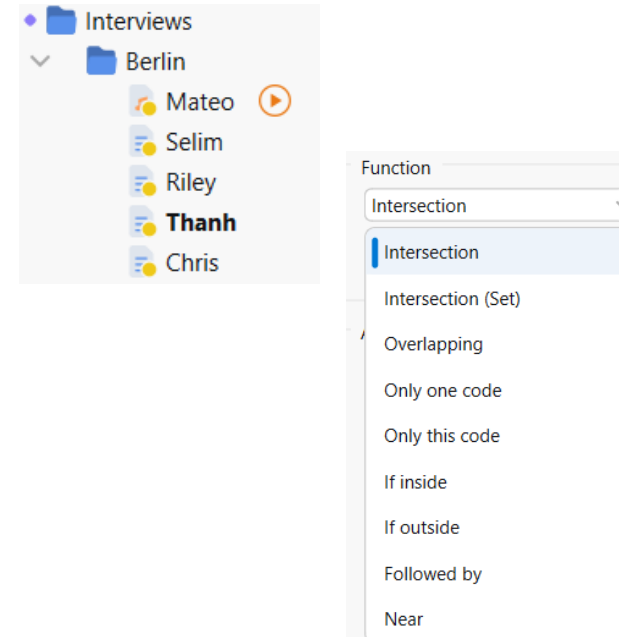 Interviews
Berlin
Mateo
Selim
Riley
Thanh
Chris
Function
Intersection
Intersection
Intersection (Set)
Overlapping
Only one code
Only this code
If inside
If outside
Followed by
Near